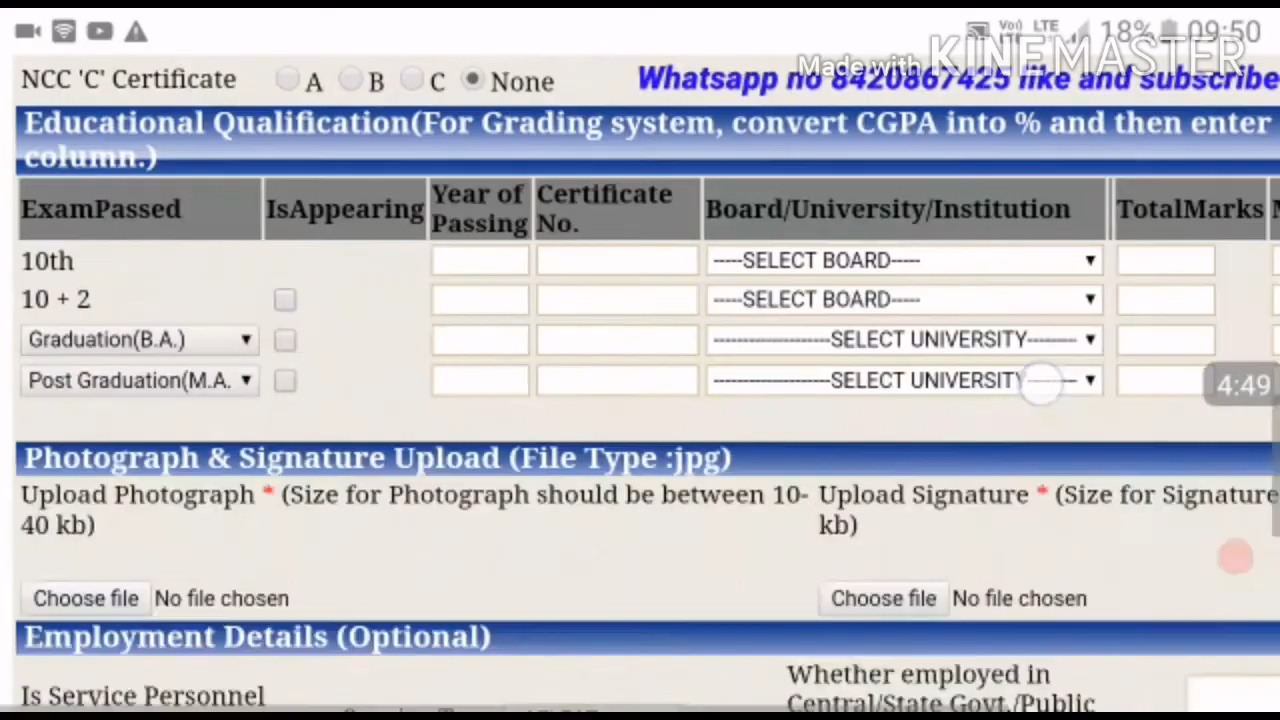 18% 09:50
Made with KINEMASTER
NCC 'C' Certificate A B C None Whatsapp no 8420867425 like and subscribe
Educational Qualification(For Grading system, convert CGPA into % and then enter
column.)
ExamPassed IsAppearing Year of Passing Certificate No. Board/University/Institution TotalMarks
10th -----SELECT BOARD-----
10 + 2 -----SELECT BOARD-----
Graduation(B.A.) --------------------SELECT UNIVERSITY---------
Post Graduation(M.A. --------------------SELECT UNIVERSITY---------
4:49
Photograph & Signature Upload (File Type :jpg)
Upload Photograph * (Size for Photograph should be between 10-
40 kb)
Upload Signature * (Size for Signature
kb)
Choose file No file chosen Choose file No file chosen
Employment Details (Optional)
Is Service Personnel
Whether employed in
Central/State Govt./Public